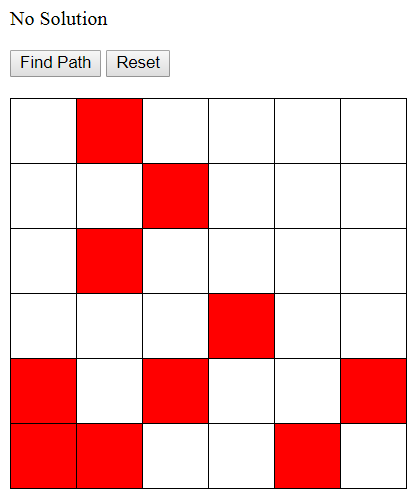 No Solution
Find Path Reset